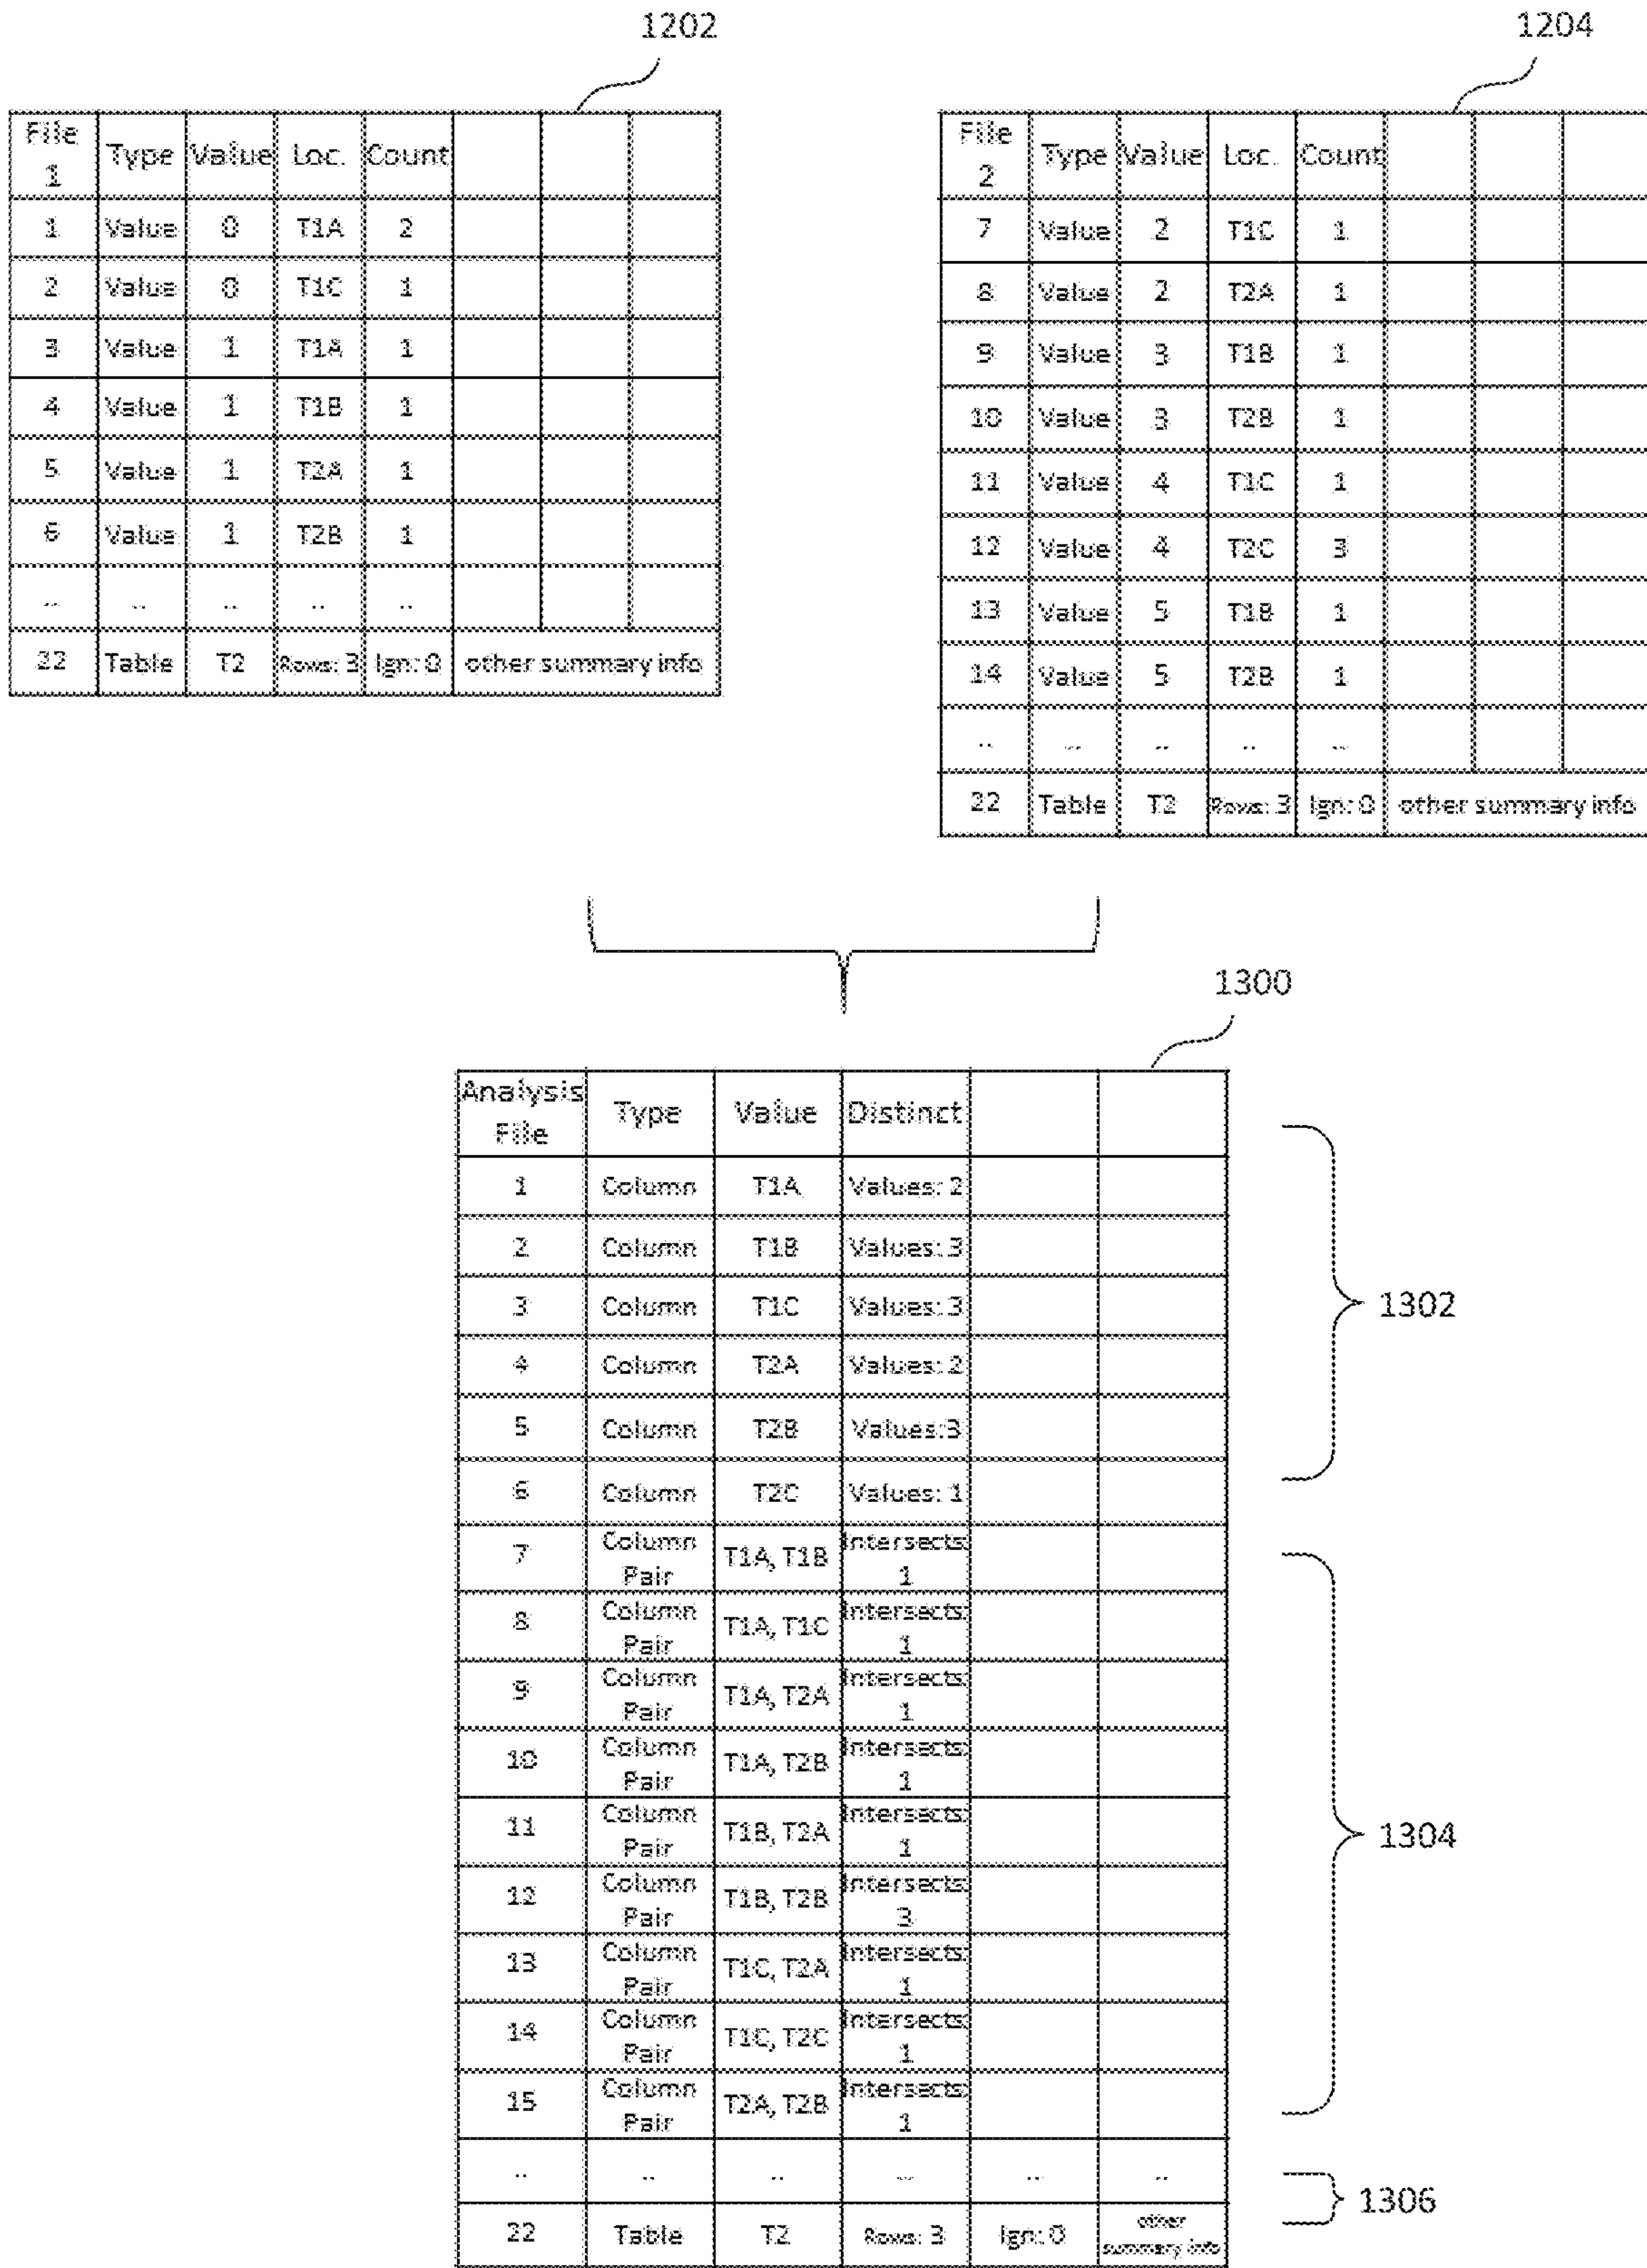 1202
File 1 Type Value Loc. Count
1 Value 0 T1A 2
2 Value 0 T1C 1
3 Value 1 T1A 1
4 Value 1 T1B 1
5 Value 1 T2A 1
6 Value 1 T2B 1
.. .. .. .. ..
22 Table T2 Rows: 3 Ign: 0 other summary info
1204
File 2 Type Value Loc. Count
7 Value 2 T1C 1
8 Value 2 T2A 1
9 Value 3 T1B 1
10 Value 3 T2B 1
11 Value 4 T1C 1
12 Value 4 T2C 3
13 Value 5 T1B 1
14 Value 5 T2B 1
.. .. .. .. ..
22 Table T2 Rows: 3 Ign: 0 other summary info
1300
Analysis File Type Value Distinct
1 Column T1A Values: 2
2 Column T1B Values: 3
3 Column T1C Values: 3
4 Column T2A Values: 2
5 Column T2B Values:3
6 Column T2C Values: 1
1302
7 Column Pair T1A, T1B Intersects: 1
8 Column Pair T1A, T1C Intersects: 1
9 Column Pair T1A, T2A Intersects: 1
10 Column Pair T1A, T2B Intersects: 1
11 Column Pair T1B, T2A Intersects: 1
12 Column Pair T1B, T2B Intersects: 3
13 Column Pair T1C, T2A Intersects: 1
14 Column Pair T1C, T2C Intersects: 1
15 Column Pair T2A, T2B Intersects: 1
1304
.. .. .. .. .. ..
22 Table T2 Rows: 3 Ign: 0 other summary info
1306